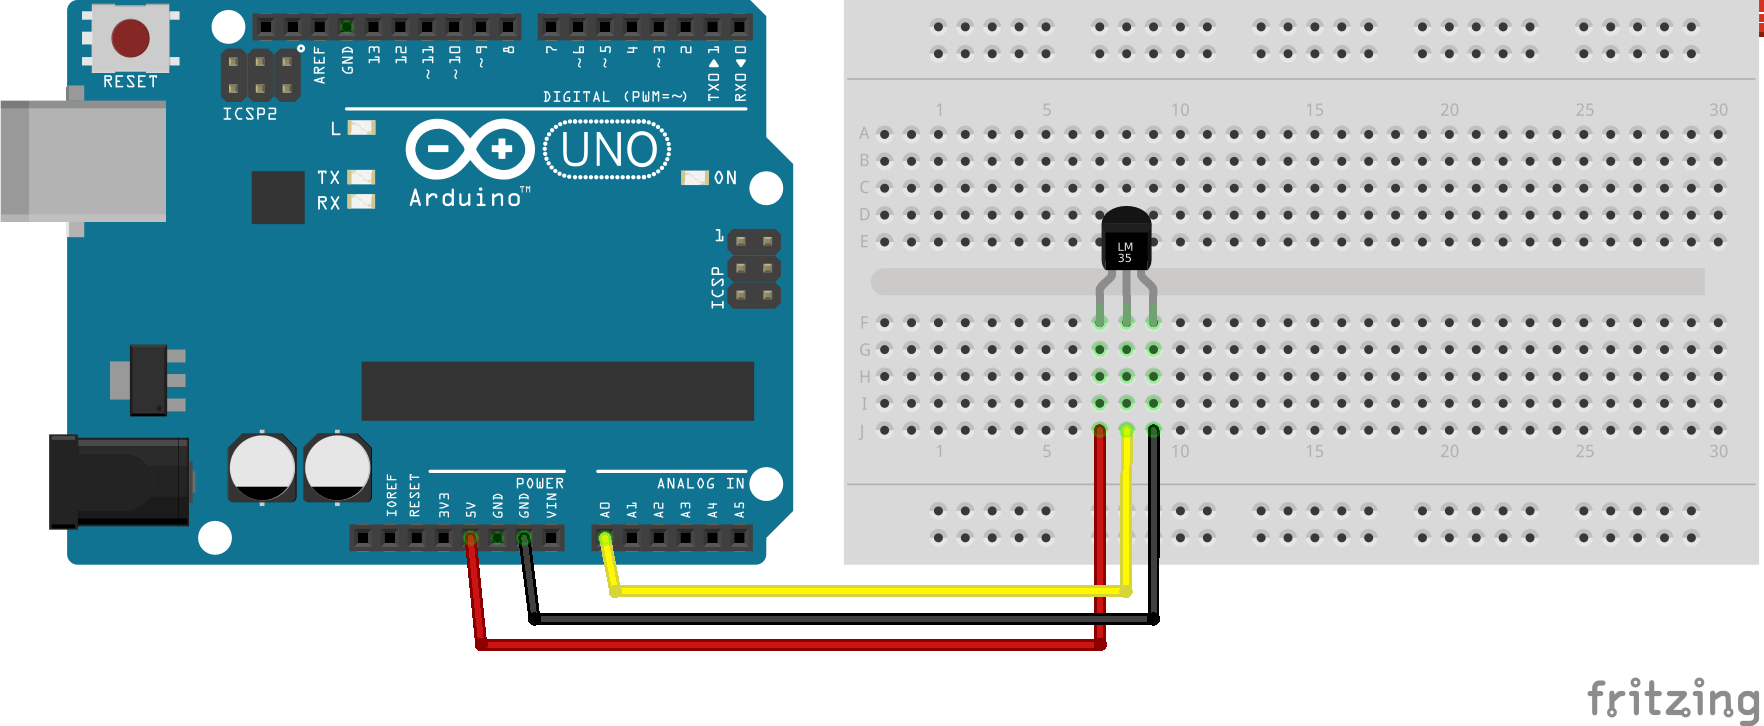 RESET
ICSP2
AREF
GND
13
12
~11
~10
~9
8
7
~6
~5
4
~3
2
TX0▶1
RX0◀0
DIGITAL (PWM=~)
L
TX
RX
Arduino™
UNO
ON
1
ICSP
POWER
ANALOG IN
IOREF
RESET
3V3
5V
GND
GND
VIN
A0
A1
A2
A3
A4
A5
1 5 10 15 20 25 30
A
B
C
D
E
LM
35
F
G
H
I
J
1 5 10 15 20 25 30
fritzing